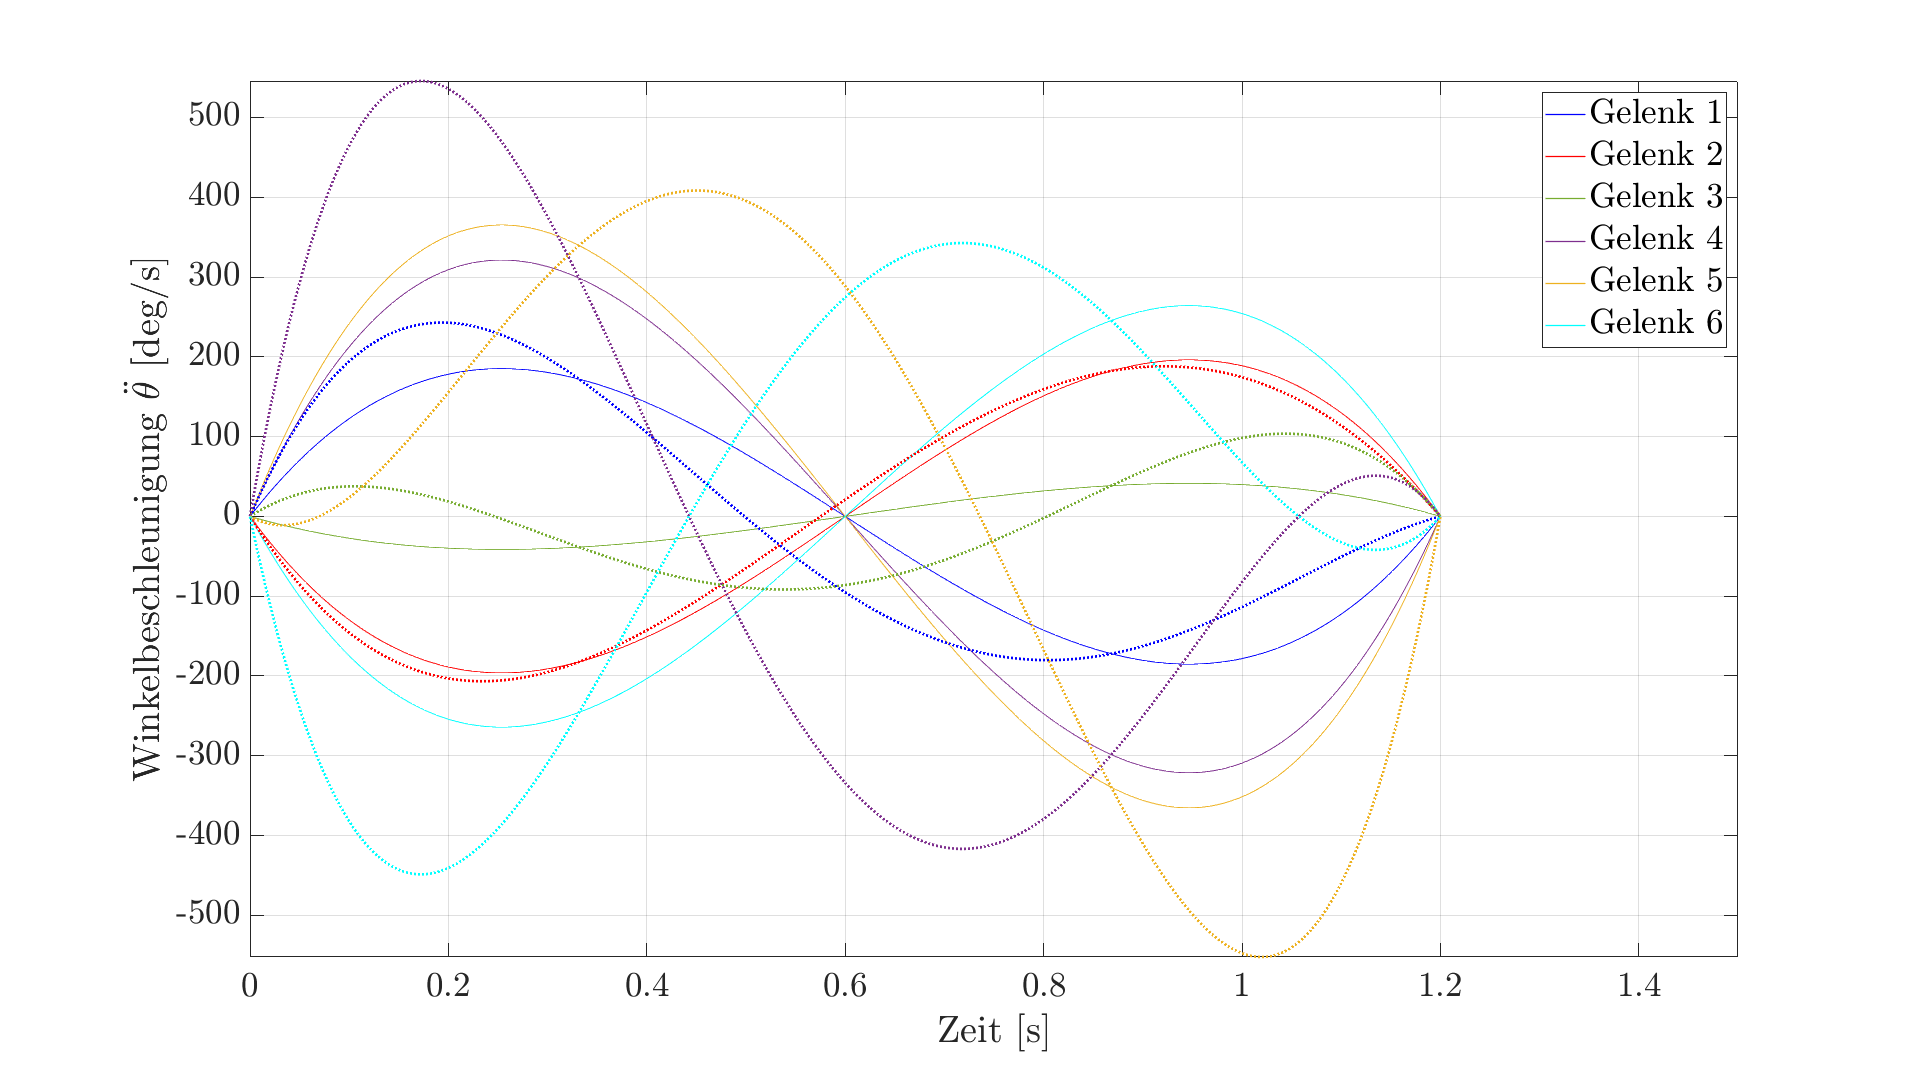 Winkelbeschleunigung θ̈ [deg/s]
500
400
300
200
100
0
-100
-200
-300
-400
-500
0 0.2 0.4 0.6 0.8 1 1.2 1.4
Zeit [s]
Gelenk 1
Gelenk 2
Gelenk 3
Gelenk 4
Gelenk 5
Gelenk 6